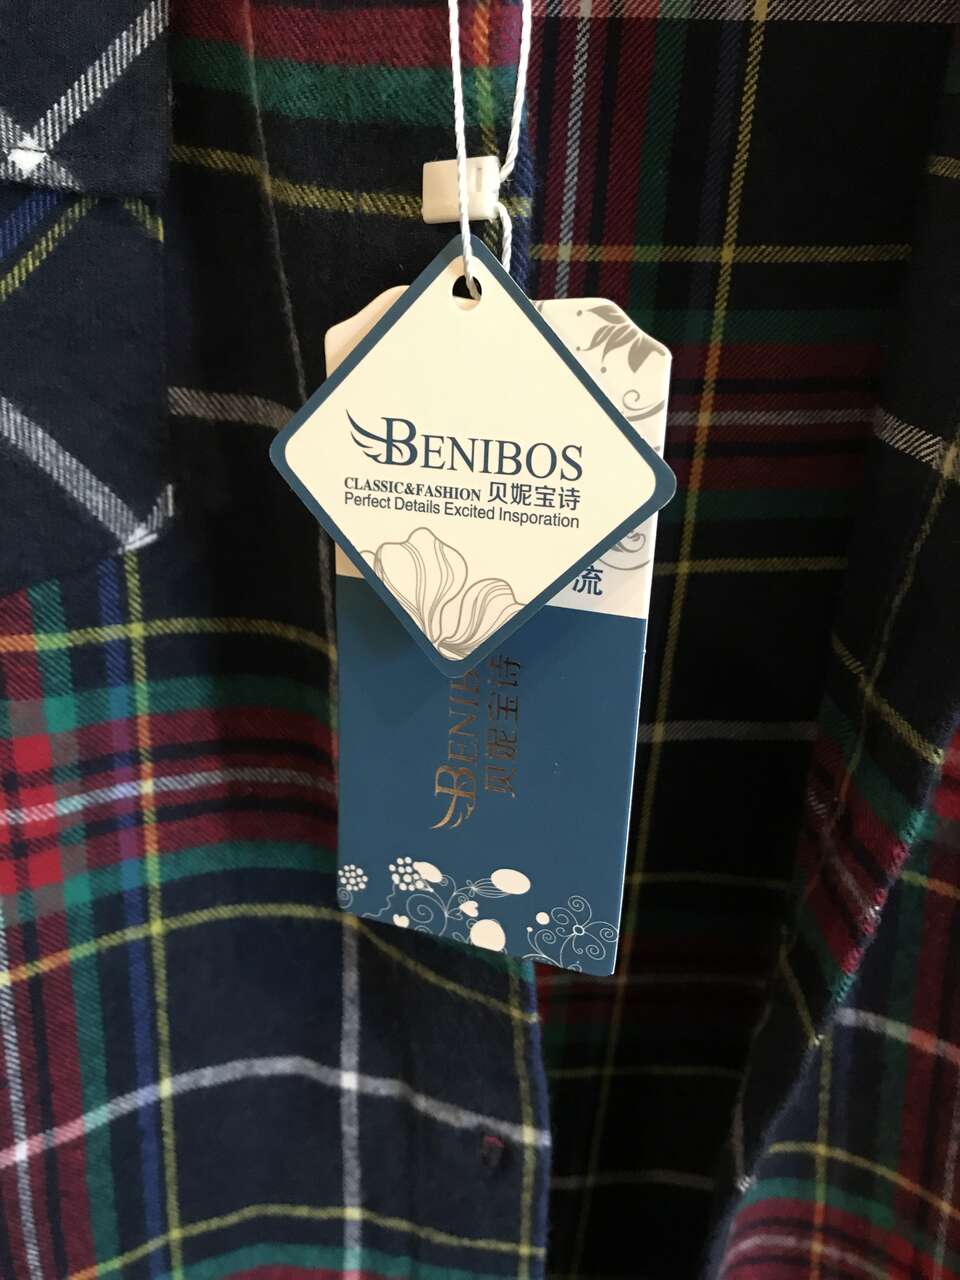 BENIBOS
CLASSIC&FASHION 贝妮宝诗
Perfect Details Excited Insporation
流
BENIB
贝妮宝诗